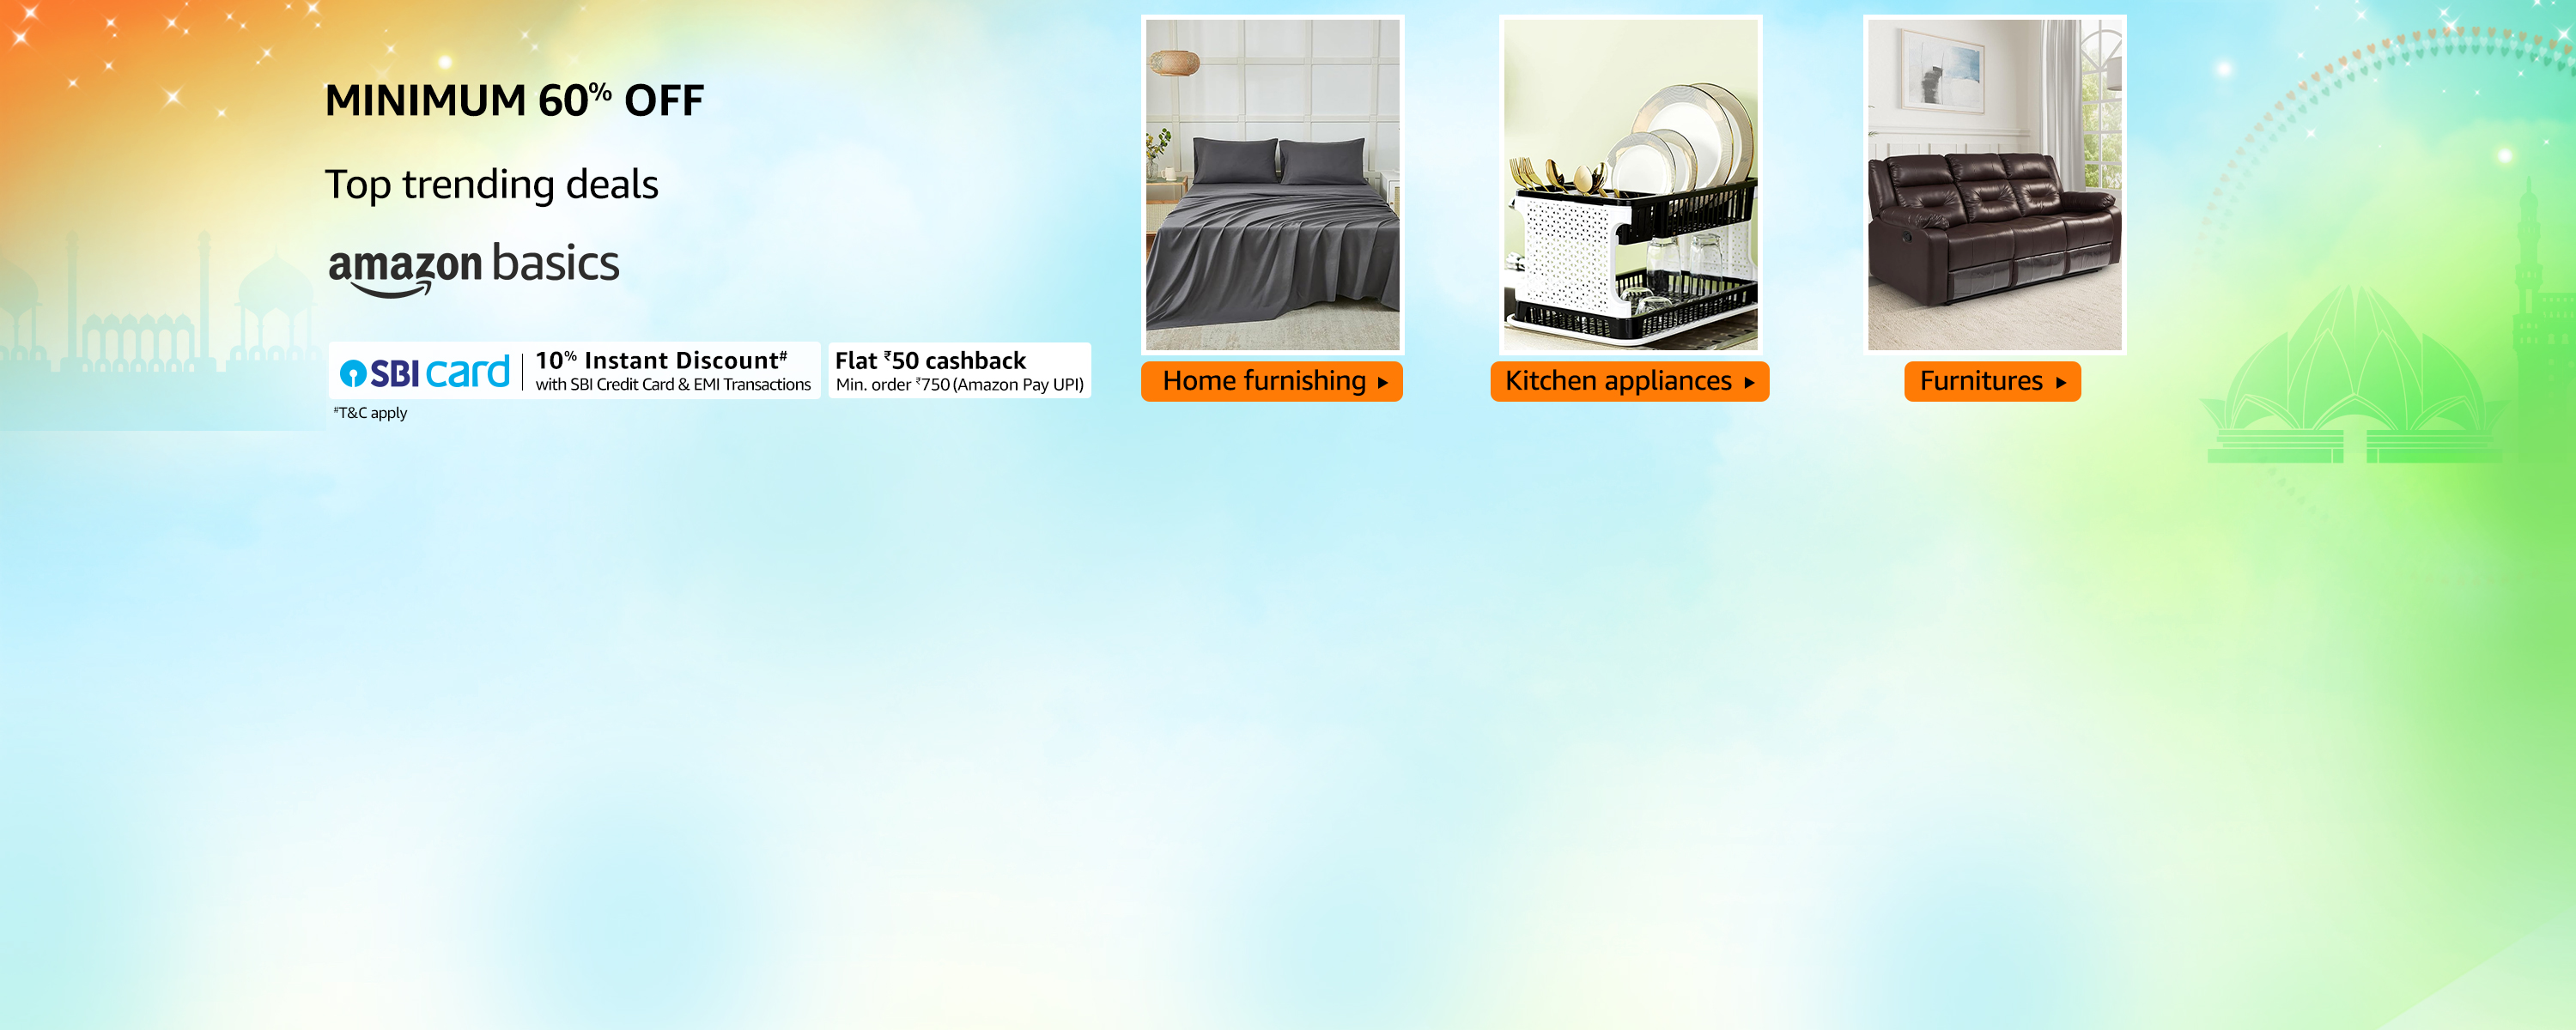 MINIMUM 60% OFF
Top trending deals
amazon basics
SBI card
10% Instant Discount#
with SBI Credit Card & EMI Transactions
Flat ₹50 cashback
Min. order ₹750 (Amazon Pay UPI)
#T&C apply
Home furnishing
Kitchen appliances
Furnitures